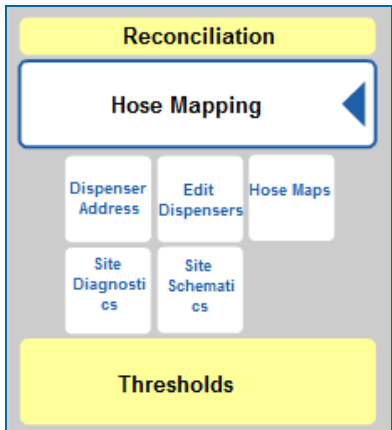 Reconciliation
Hose Mapping
Dispenser
Address
Edit
Dispensers
Hose Maps
Site
Diagnosti
cs
Site
Schemati
cs
Thresholds